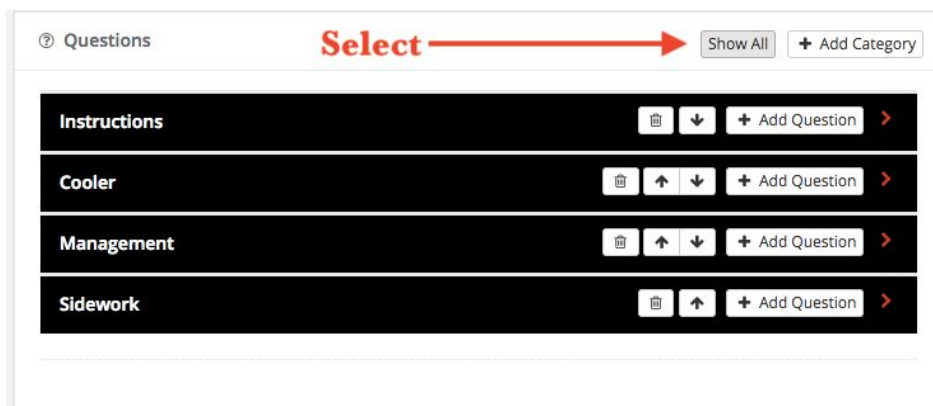 Questions
Select
Show All
+ Add Category
Instructions
+ Add Question
Cooler
+ Add Question
Management
+ Add Question
Sidework
+ Add Question